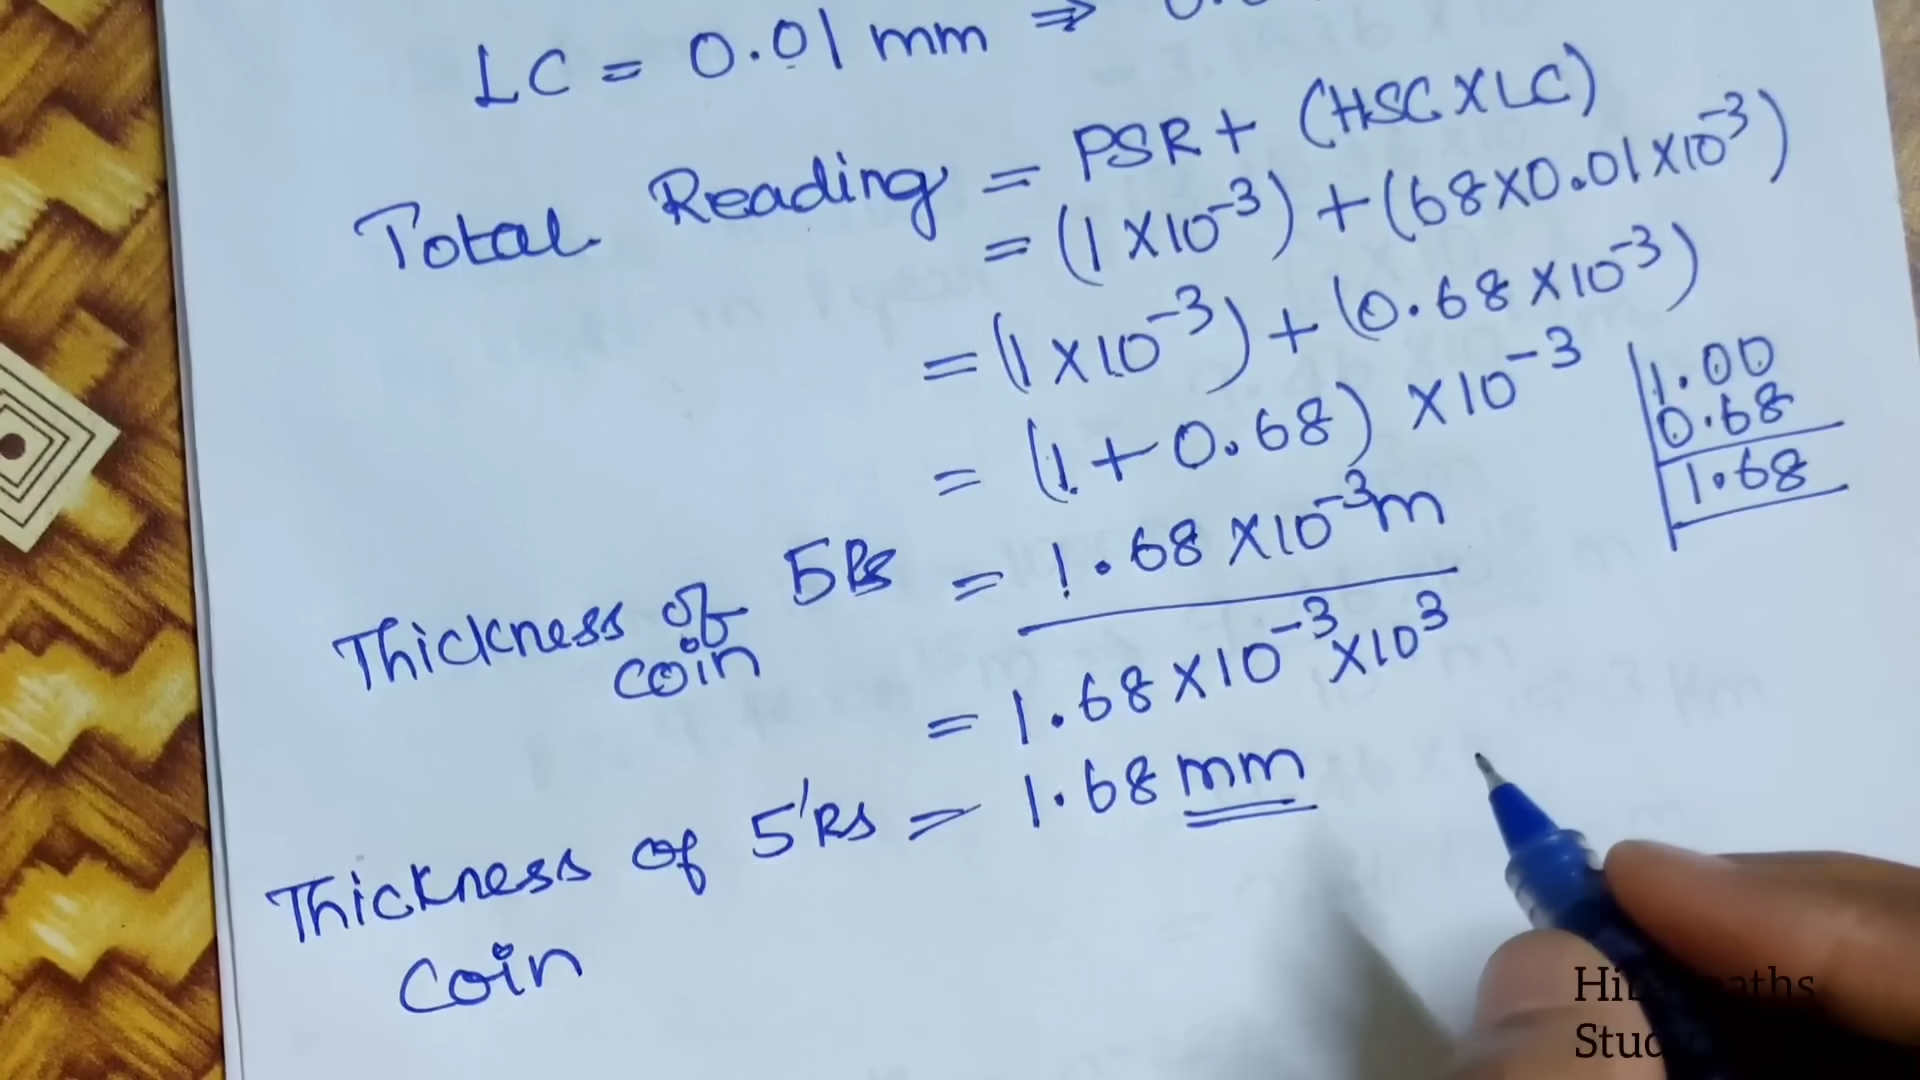 LC = 0.01 mm ⇒
Total Reading = PSR + (HSC X LC)
= (1 X 10⁻³) + (68 X 0.01 X 10⁻³)
= (1 X 10⁻³) + (0.68 X 10⁻³)
= (1 + 0.68) X 10⁻³
1.00
0.68
1.68
Thickness of 5Rs = 1.68 X 10⁻³m
coin
= 1.68 X 10⁻³ X 10³
Thickness of 5'Rs = 1.68 mm
Coin